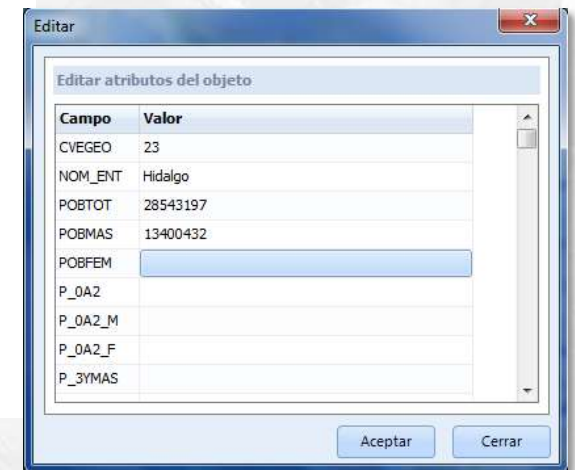 Editar
Editar atributos del objeto
Campo Valor
CVEGEO 23
NOM_ENT Hidalgo
POBTOT 28543197
POBMAS 13400432
POBFEM
P_0A2
P_0A2_M
P_0A2_F
P_3YMAS
Aceptar Cerrar